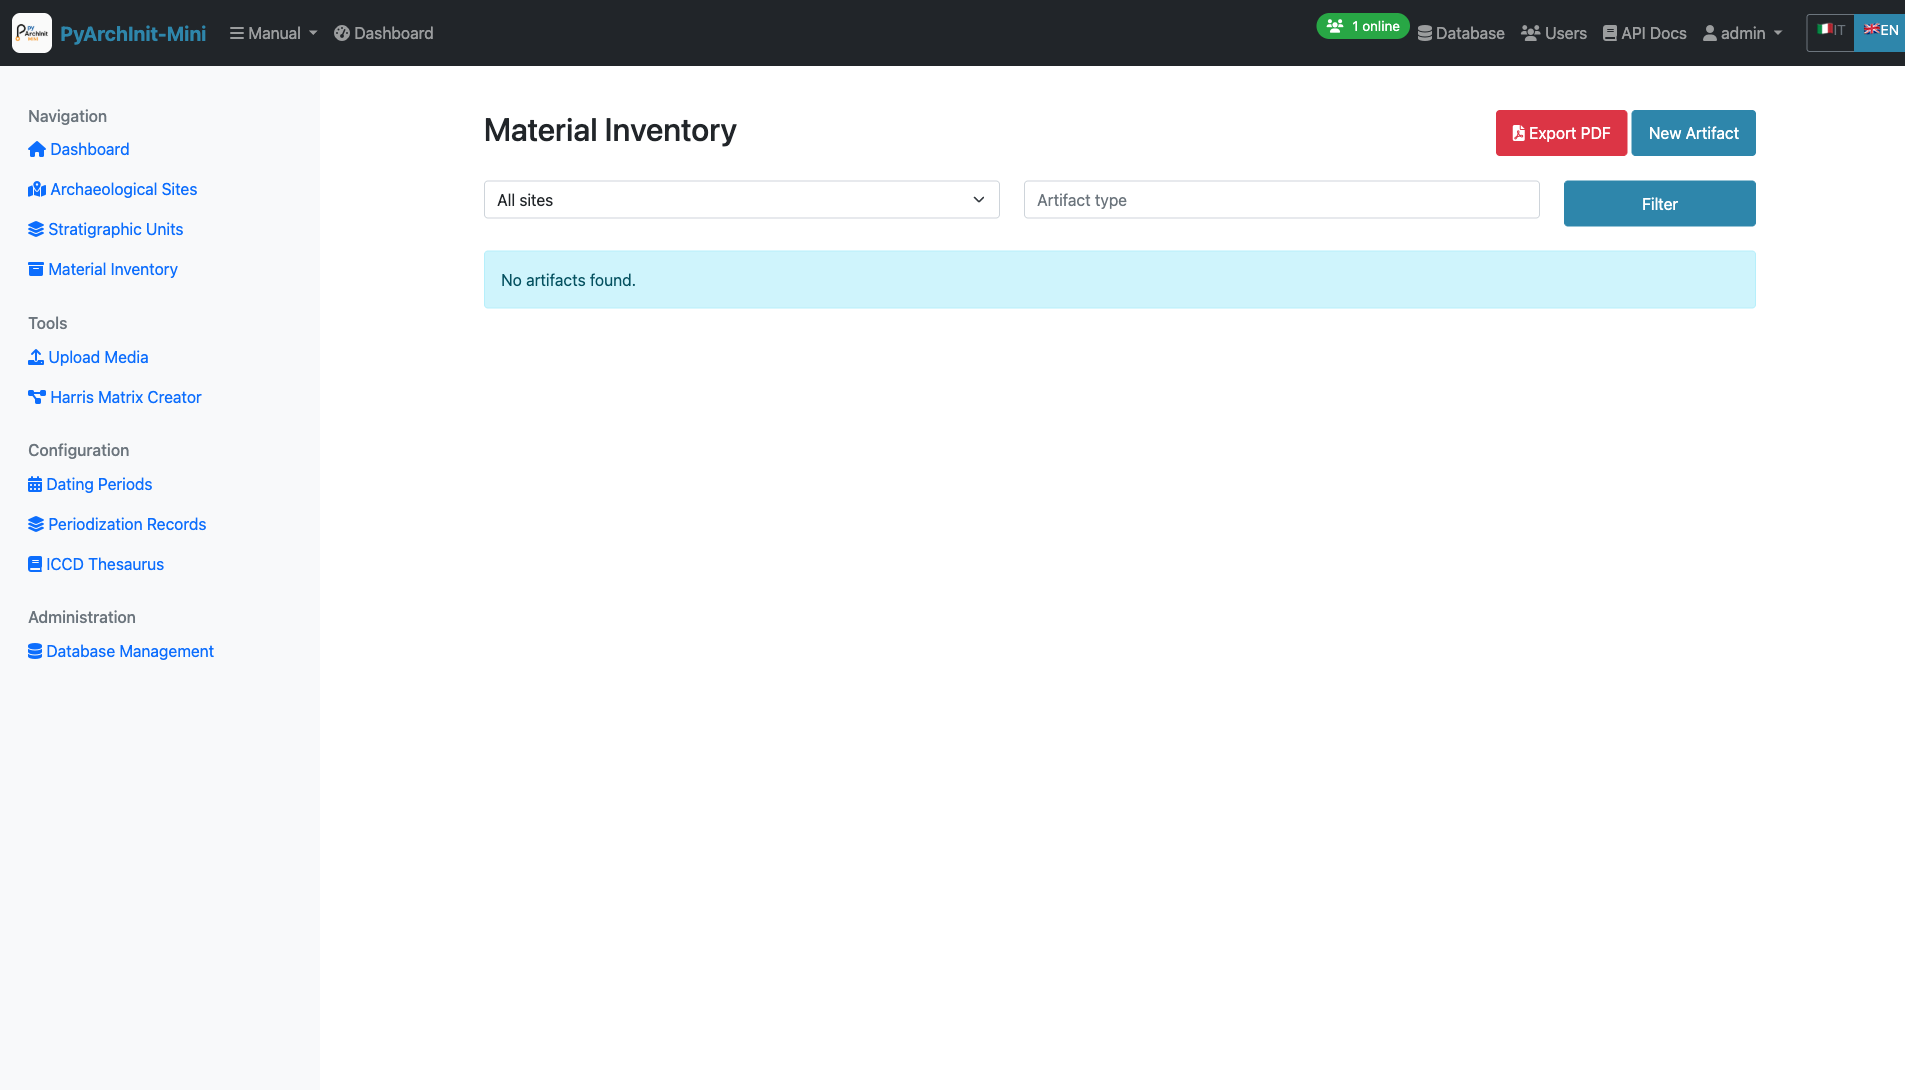 PyArchInit-Mini
Manual
Dashboard
1 online
Database
Users
API Docs
admin
IT
EN
Navigation
Dashboard
Archaeological Sites
Stratigraphic Units
Material Inventory
Tools
Upload Media
Harris Matrix Creator
Configuration
Dating Periods
Periodization Records
ICCD Thesaurus
Administration
Database Management
Material Inventory
Export PDF
New Artifact
All sites
Artifact type
Filter
No artifacts found.